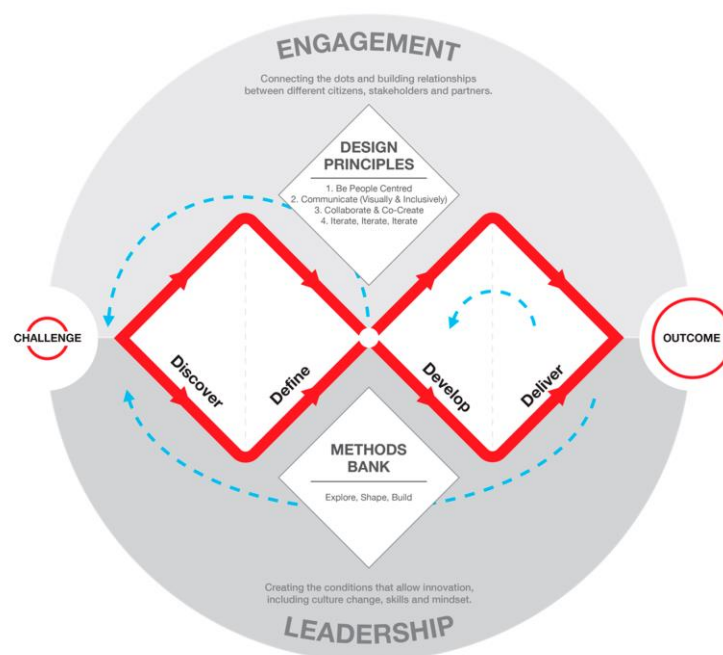 ENGAGEMENT
Connecting the dots and building relationships
between different citizens, stakeholders and partners.
DESIGN
PRINCIPLES
1. Be People Centred
2. Communicate (Visually & Inclusively)
3. Collaborate & Co-Create
4. Iterate, Iterate, Iterate
CHALLENGE
OUTCOME
Discover
Define
Develop
Deliver
METHODS
BANK
Explore, Shape, Build
Creating the conditions that allow innovation,
including culture change, skills and mindset.
LEADERSHIP